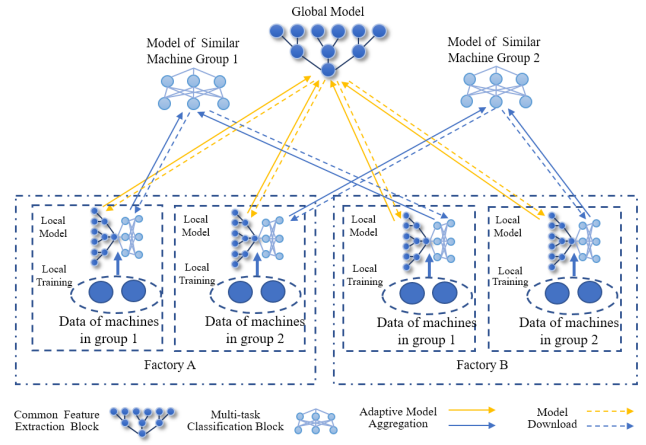 Global Model
Model of Similar
Machine Group 1
Model of Similar
Machine Group 2
Local
Model
Local
Training
Data of machines
in group 1
Local
Model
Local
Training
Data of machines
in group 2
Factory A
Local
Model
Local
Training
Data of machines
in group 1
Local
Model
Local
Training
Data of machines
in group 2
Factory B
Common Feature
Extraction Block
Multi-task
Classification Block
Adaptive Model
Aggregation
Model
Download